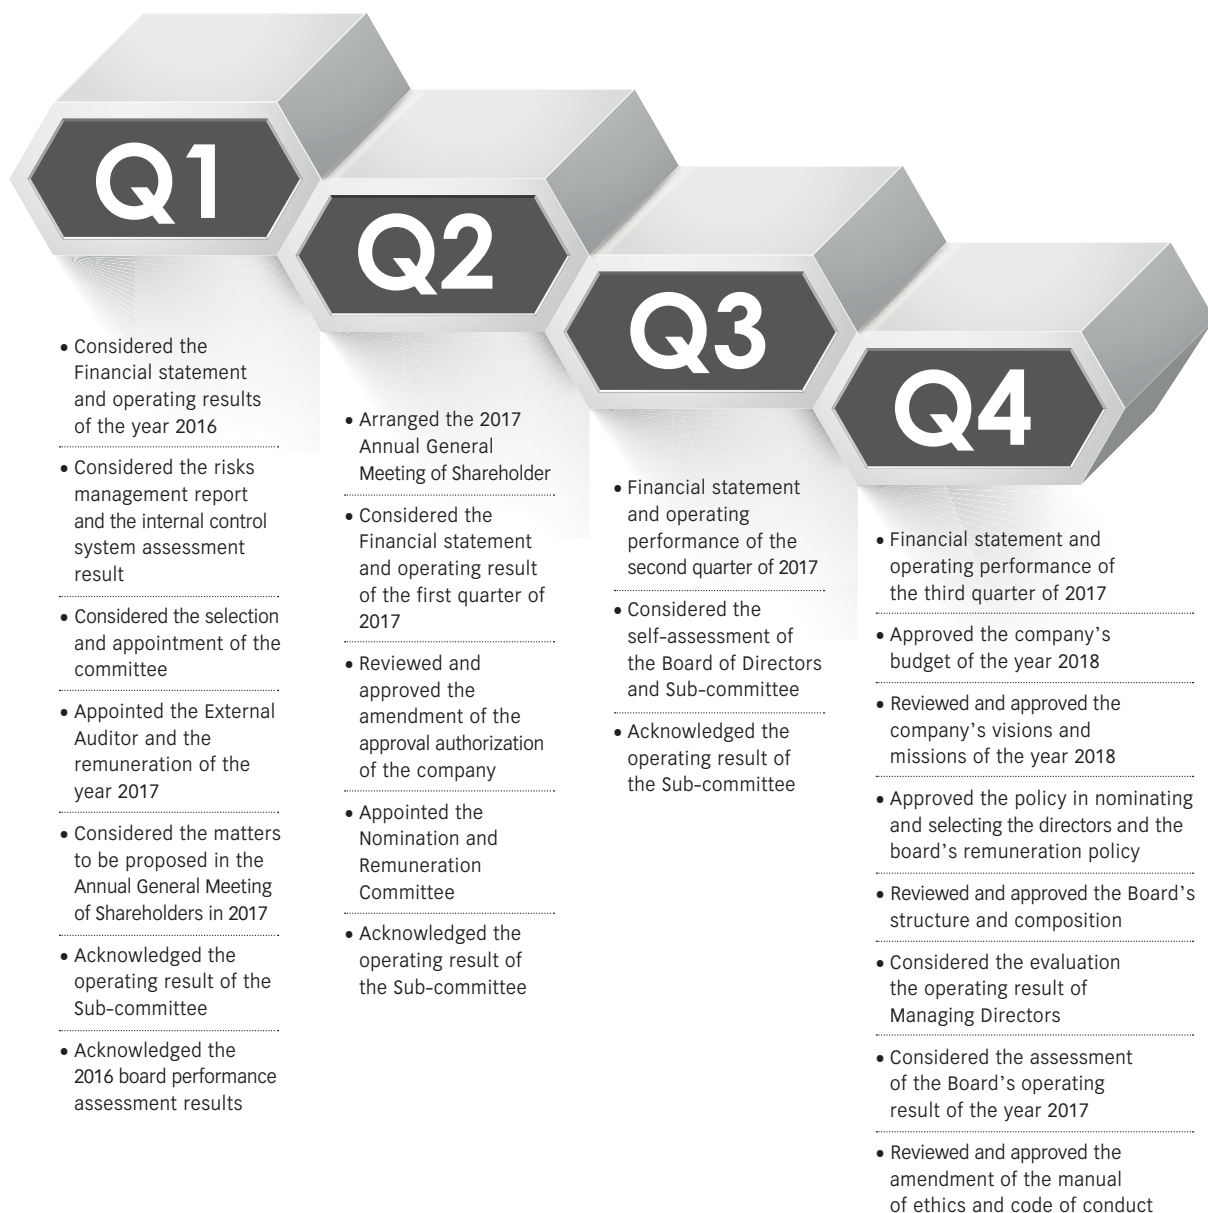 Q1
• Considered the
Financial statement
and operating results
of the year 2016
• Considered the risks
management report
and the internal control
system assessment
result
• Considered the selection
and appointment of the
committee
• Appointed the External
Auditor and the
remuneration of the
year 2017
• Considered the matters
to be proposed in the
Annual General Meeting
of Shareholders in 2017
• Acknowledged the
operating result of the
Sub-committee
• Acknowledged the
2016 board performance
assessment results
Q2
• Arranged the 2017
Annual General
Meeting of Shareholder
• Considered the
Financial statement
and operating result
of the first quarter of
2017
• Reviewed and
approved the
amendment of the
approval authorization
of the company
• Appointed the
Nomination and
Remuneration
Committee
• Acknowledged the
operating result of
the Sub-committee
Q3
• Financial statement
and operating
performance of the
second quarter of 2017
• Considered the
self-assessment of
the Board of Directors
and Sub-committee
• Acknowledged the
operating result of
the Sub-committee
Q4
• Financial statement and
operating performance of
the third quarter of 2017
• Approved the company’s
budget of the year 2018
• Reviewed and approved the
company’s visions and
missions of the year 2018
• Approved the policy in nominating
and selecting the directors and the
board’s remuneration policy
• Reviewed and approved the Board’s
structure and composition
• Considered the evaluation
the operating result of
Managing Directors
• Considered the assessment
of the Board’s operating
result of the year 2017
• Reviewed and approved the
amendment of the manual
of ethics and code of conduct